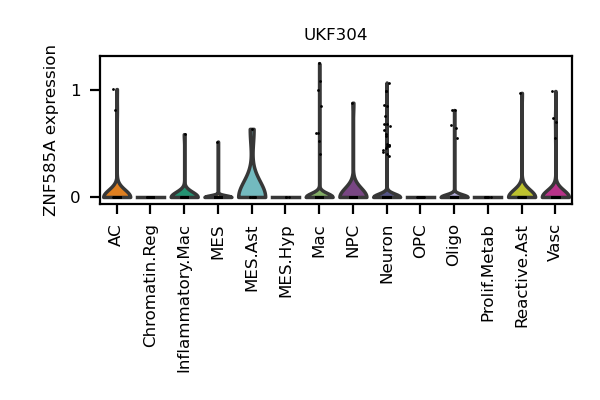 UKF304
ZNF585A expression
1
0
AC
Chromatin.Reg
Inflammatory.Mac
MES
MES.Ast
MES.Hyp
Mac
NPC
Neuron
OPC
Oligo
Prolif.Metab
Reactive.Ast
Vasc